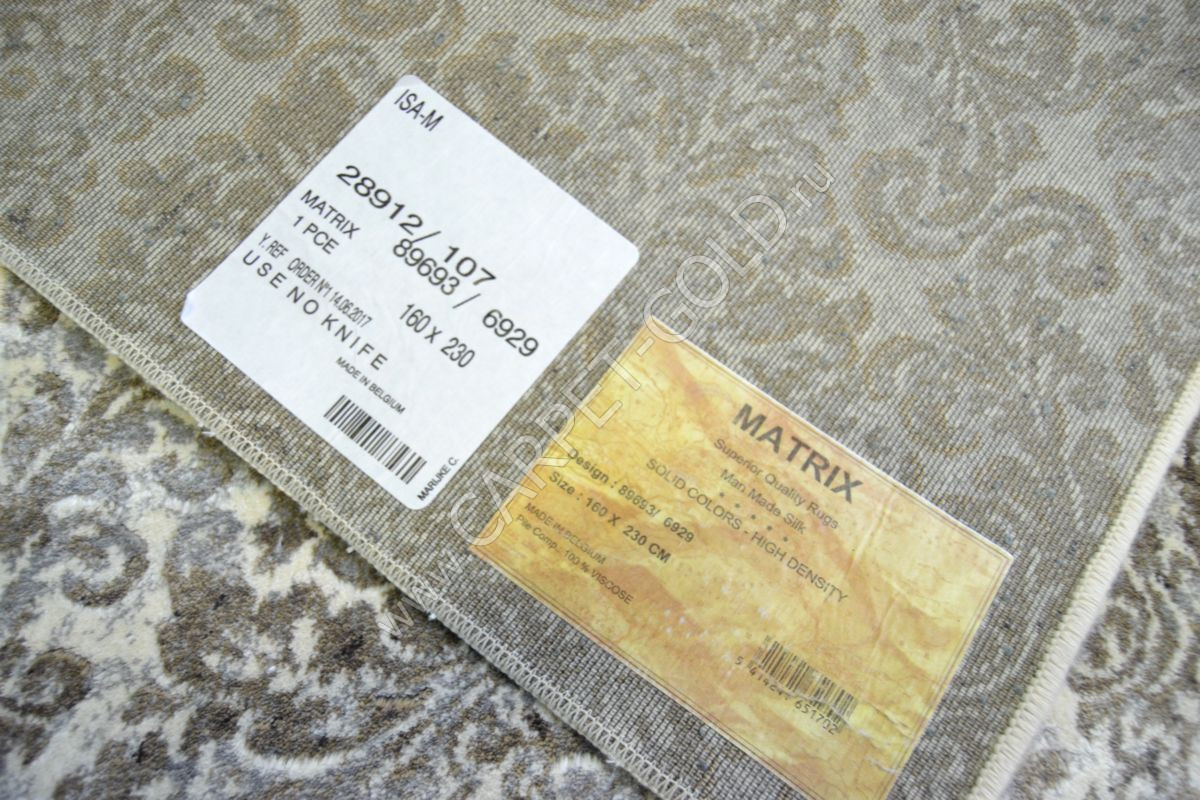 ISA-M
28912/ 107
MATRIX 89693/ 6929
1 PCE
160 X 230
Y. REF ORDER N°1 14.06.2017
USE NO KNIFE
MADE IN BELGIUM
MARIJKE C.
MATRIX
Superior Quality Rugs
Man Made Silk
SOLID COLORS - HIGH DENSITY
Design : 89693/ 6929
Size : 160 X 230 CM
MADE IN BELGIUM
Pile Comp.: 100 % VISCOSE
www.CARPET-GOLD.ru